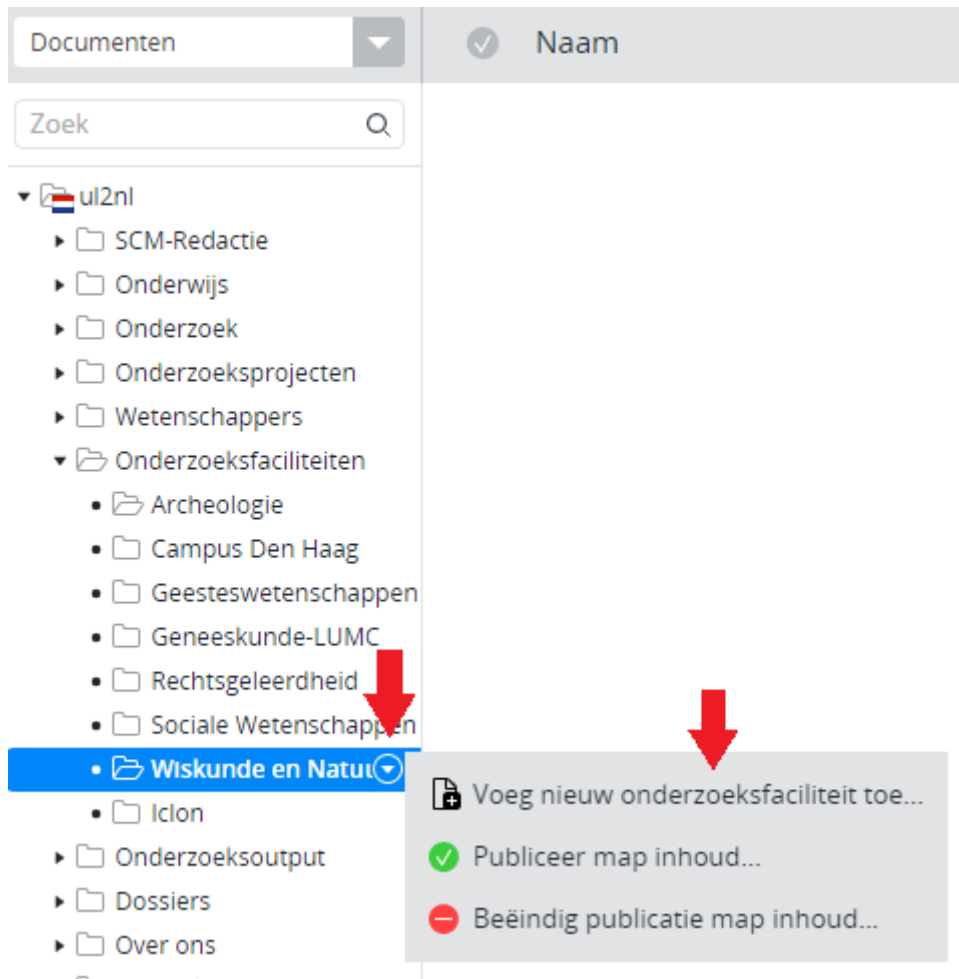 Documenten
Naam
Zoek
ul2nl
SCM-Redactie
Onderwijs
Onderzoek
Onderzoeksprojecten
Wetenschappers
Onderzoeksfaciliteiten
Archeologie
Campus Den Haag
Geesteswetenschappen
Geneeskunde-LUMC
Rechtsgeleerdheid
Sociale Wetenschappen
Wiskunde en Natuu
Iclon
Onderzoeksoutput
Dossiers
Over ons
Voeg nieuw onderzoeksfaciliteit toe...
Publiceer map inhoud...
Beëindig publicatie map inhoud...